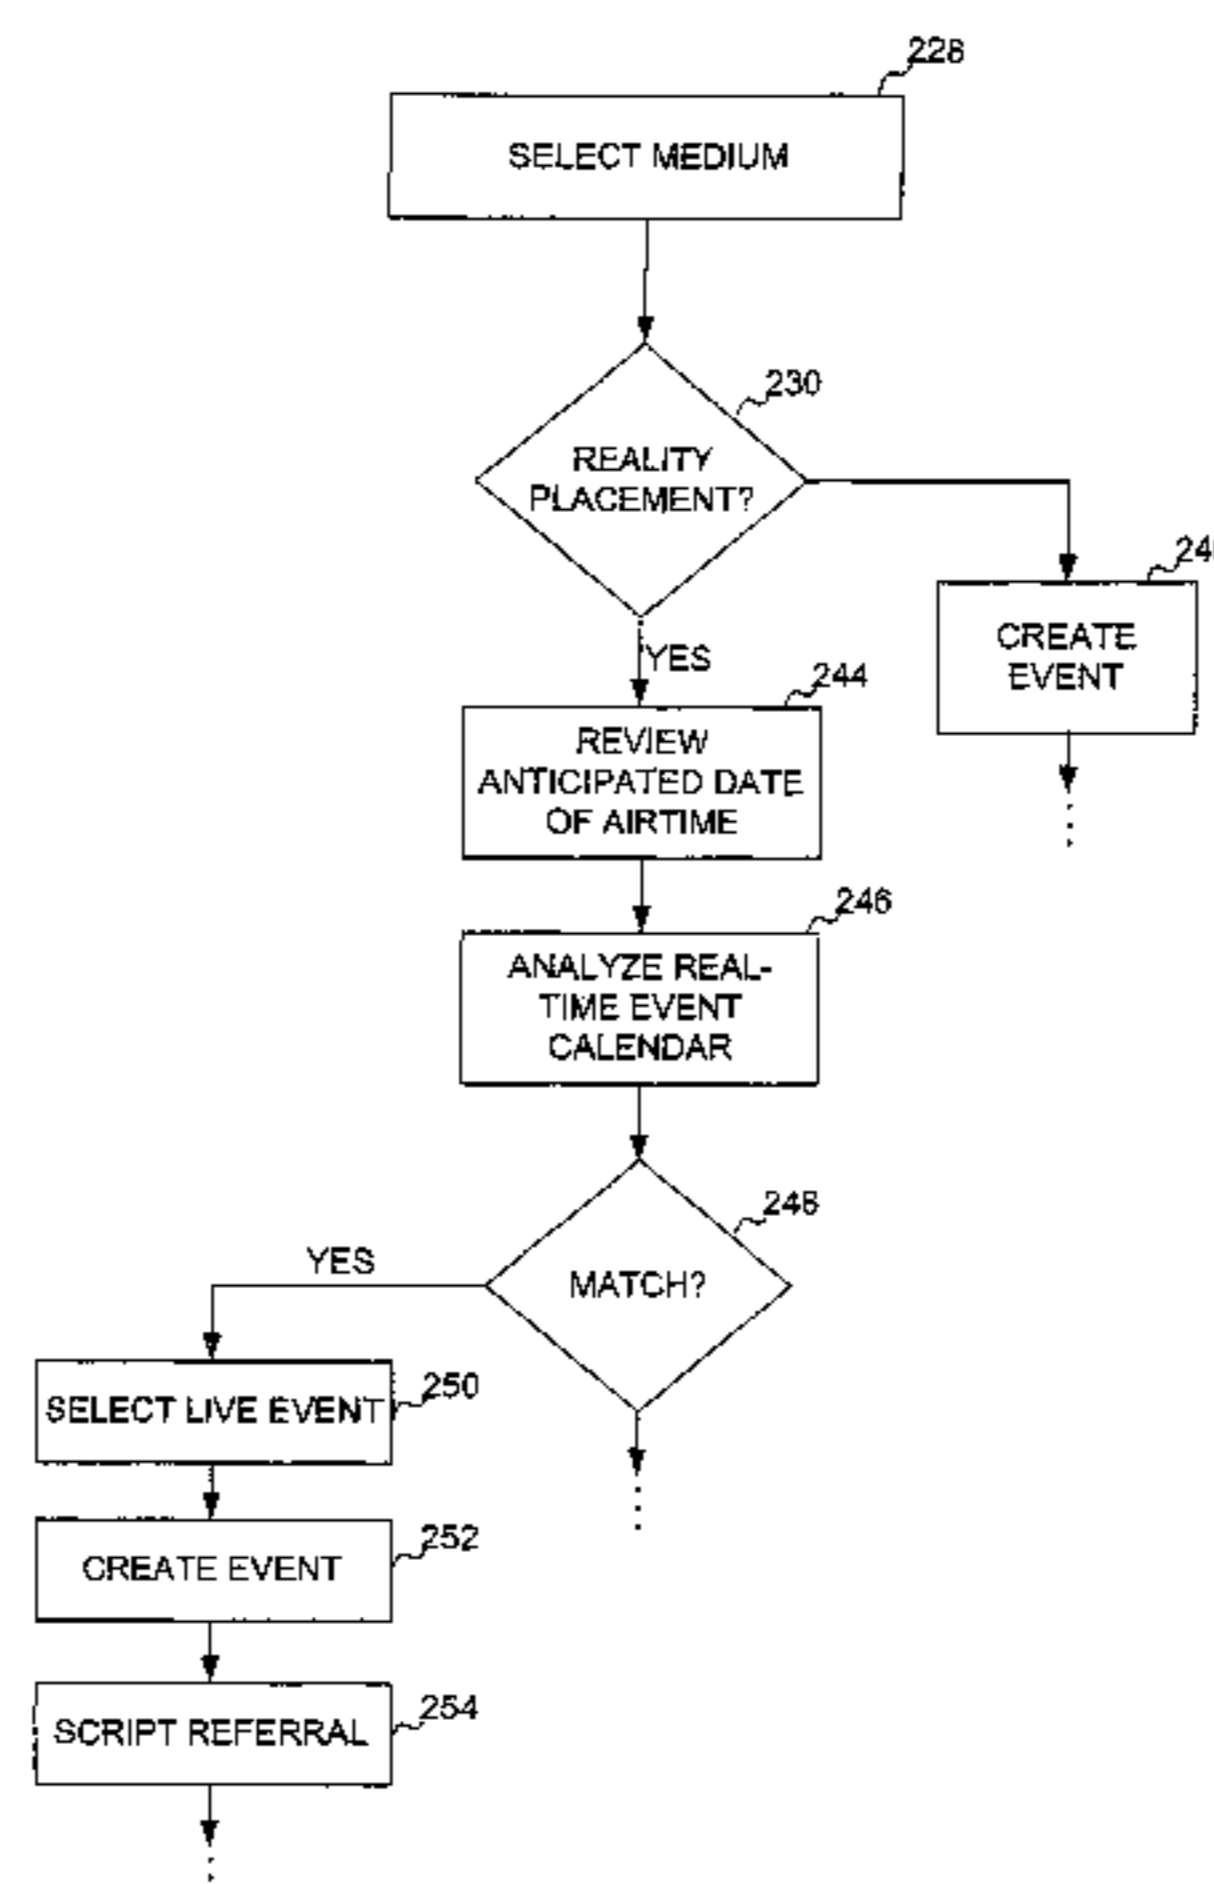 228
SELECT MEDIUM
230
REALITY
PLACEMENT?
CREATE
EVENT
YES
244
REVIEW
ANTICIPATED DATE
OF AIRTIME
246
ANALYZE REAL-
TIME EVENT
CALENDAR
248
YES
MATCH?
250
SELECT LIVE EVENT
252
CREATE EVENT
254
SCRIPT REFERRAL